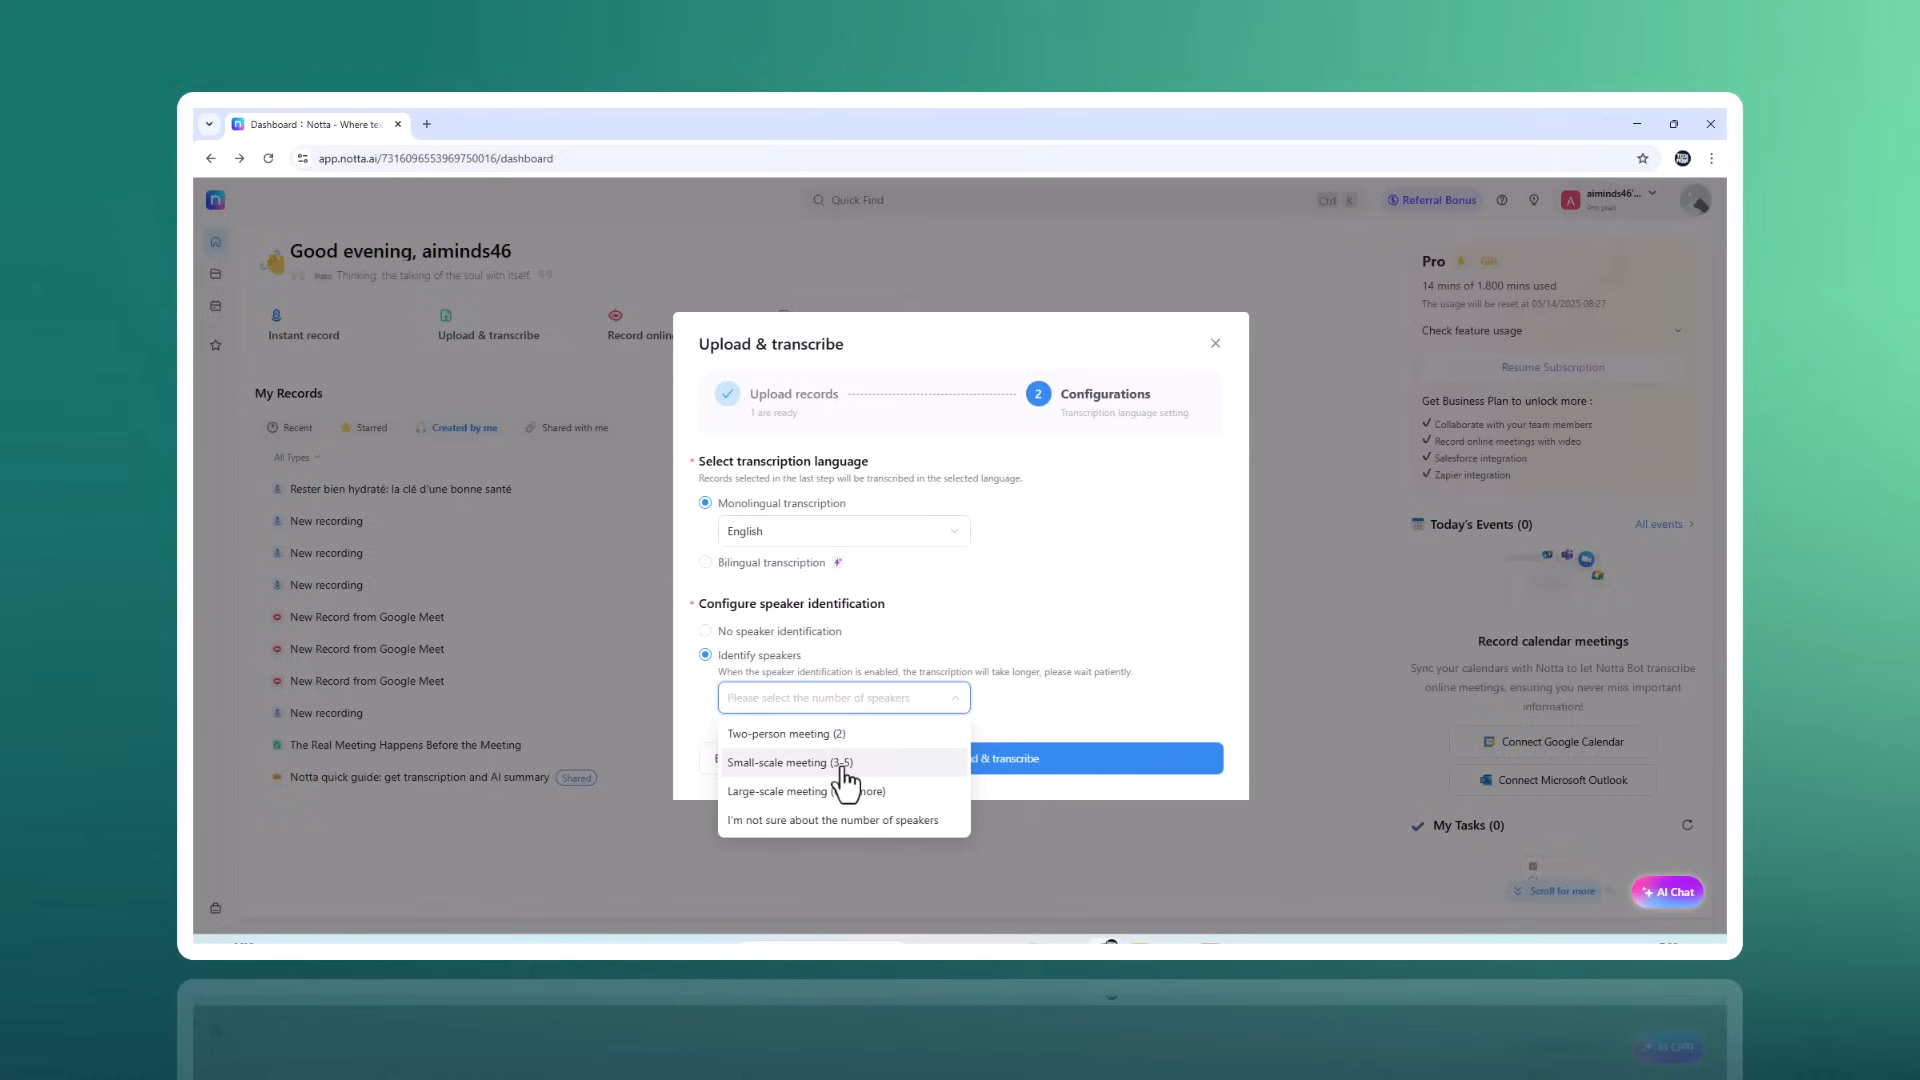 Dashboard : Notta - Where tex
app.notta.ai/7316096553969750016/dashboard
Quick Find
Ctrl K
Referral Bonus
A
aiminds46'...
Pro plan
Good evening, aiminds46
Plato Thinking: the talking of the soul with itself.
Instant record
Upload & transcribe
Record onlin
My Records
Recent
Starred
Created by me
Shared with me
All Types
Rester bien hydraté: la clé d'une bonne santé
New recording
New recording
New recording
New Record from Google Meet
New Record from Google Meet
New Record from Google Meet
New recording
The Real Meeting Happens Before the Meeting
Notta quick guide: get transcription and AI summary Shared
Upload & transcribe
Upload records
1 are ready
2 Configurations
Transcription language setting
* Select transcription language
Records selected in the last step will be transcribed in the selected language.
Monolingual transcription
English
Bilingual transcription
* Configure speaker identification
No speaker identification
Identify speakers
When the speaker identification is enabled, the transcription will take longer, please wait patiently.
Please select the number of speakers
Two-person meeting (2)
Small-scale meeting (3-5)
Large-scale meeting ( more)
I'm not sure about the number of speakers
d & transcribe
Pro Gift
14 mins of 1,800 mins used
The usage will be reset at 05/14/2025 08:27
Check feature usage
Resume Subscription
Get Business Plan to unlock more :
Collaborate with your team members
Record online meetings with video
Salesforce integration
Zapier integration
Today's Events (0)
All events
Record calendar meetings
Sync your calendars with Notta to let Notta Bot transcribe
online meetings, ensuring you never miss important
information!
Connect Google Calendar
Connect Microsoft Outlook
My Tasks (0)
Scroll for more
AI Chat